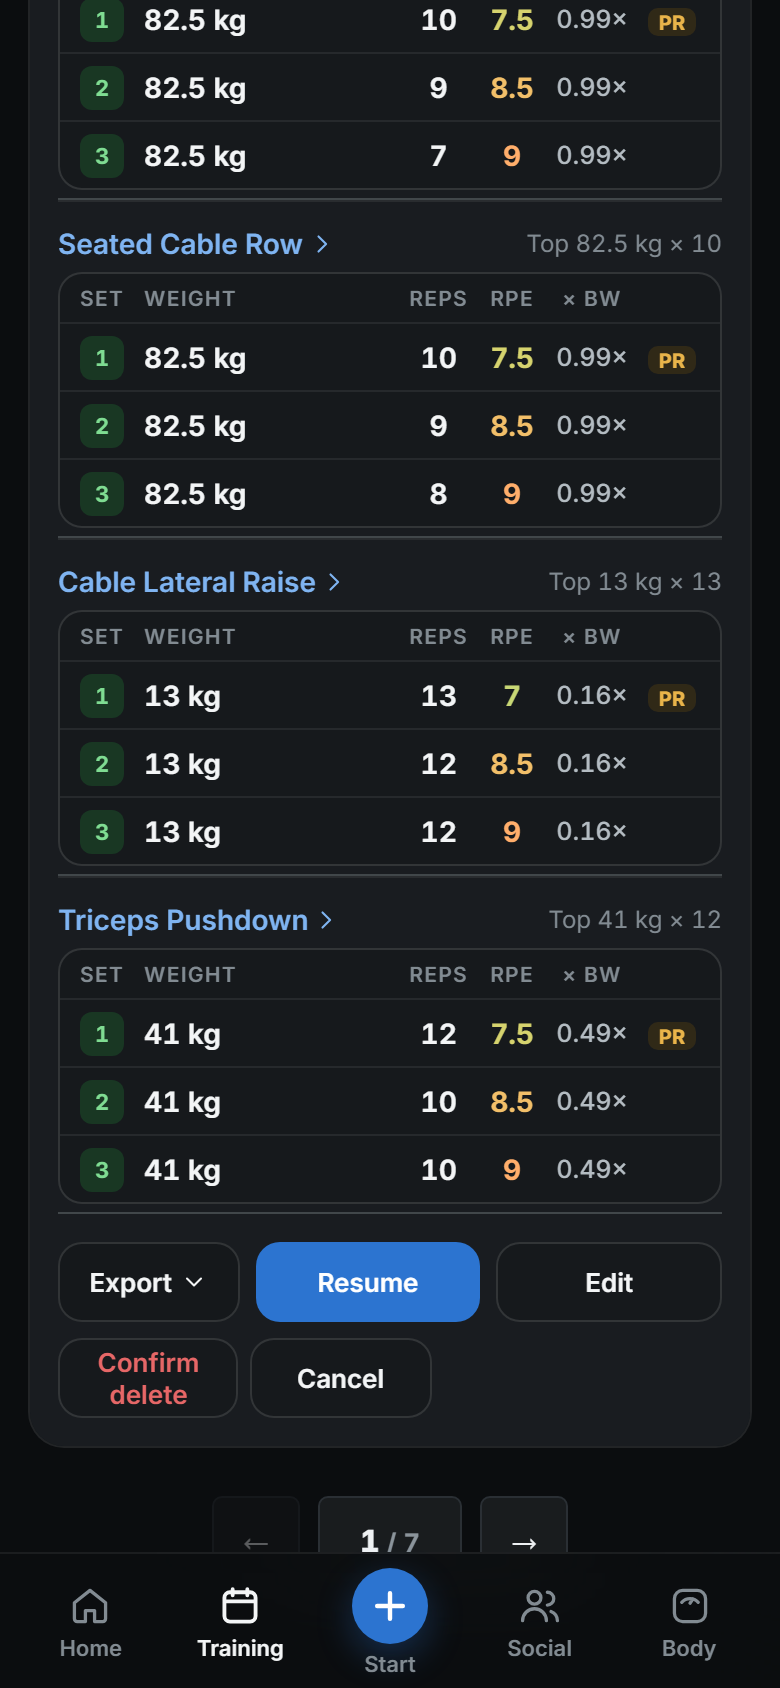 1 82.5 kg 10 7.5 0.99× PR
2 82.5 kg 9 8.5 0.99×
3 82.5 kg 7 9 0.99×
Seated Cable Row > Top 82.5 kg × 10
SET WEIGHT REPS RPE × BW
1 82.5 kg 10 7.5 0.99× PR
2 82.5 kg 9 8.5 0.99×
3 82.5 kg 8 9 0.99×
Cable Lateral Raise > Top 13 kg × 13
SET WEIGHT REPS RPE × BW
1 13 kg 13 7 0.16× PR
2 13 kg 12 8.5 0.16×
3 13 kg 12 9 0.16×
Triceps Pushdown > Top 41 kg × 12
SET WEIGHT REPS RPE × BW
1 41 kg 12 7.5 0.49× PR
2 41 kg 10 8.5 0.49×
3 41 kg 10 9 0.49×
Export Resume Edit
Confirm
delete
Cancel
← 1 / 7 →
Home Training Start Social Body